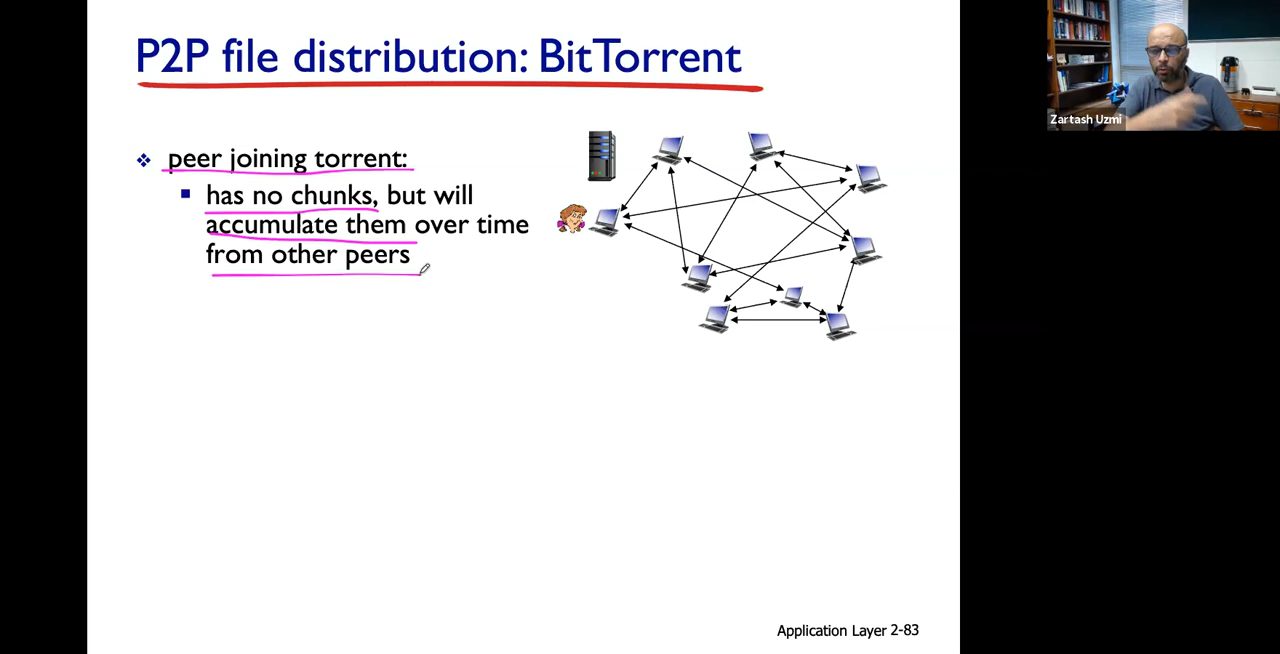 P2P file distribution: BitTorrent
Zartash Uzmi
❖ peer joining torrent:
▪ has no chunks, but will
accumulate them over time
from other peers
Application Layer 2-83